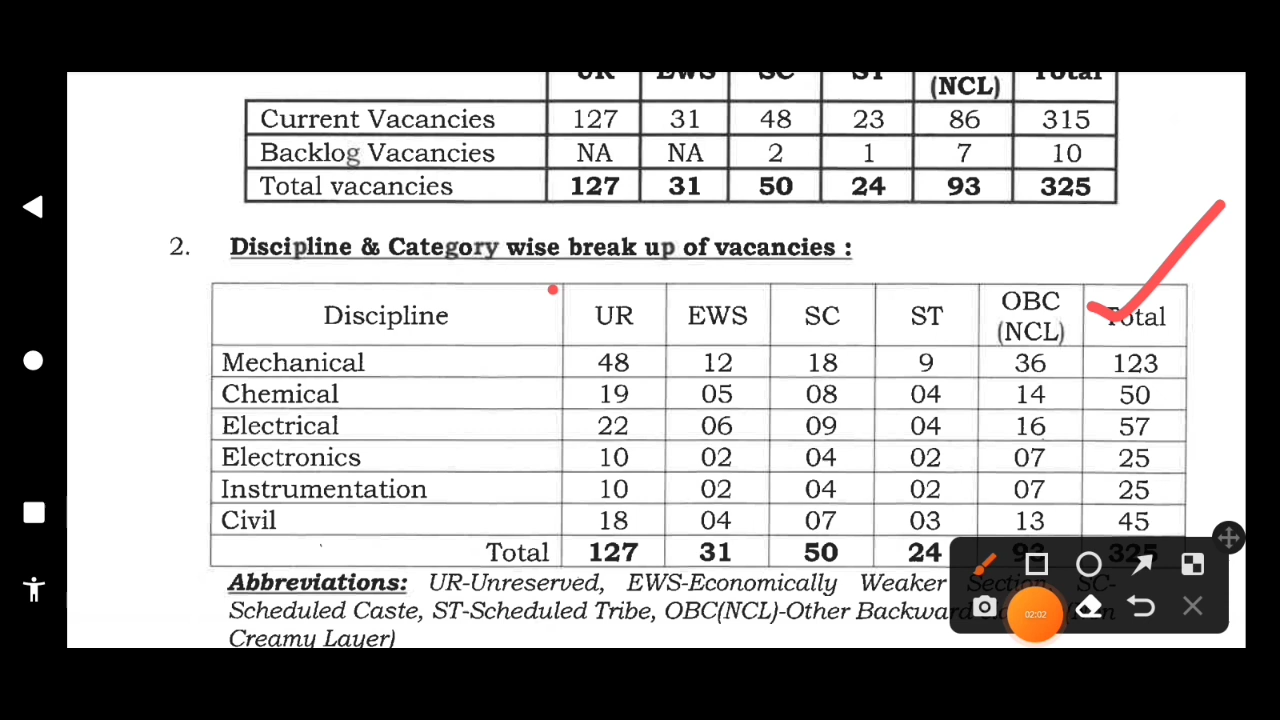 UR EWS SC ST (NCL) Total
Current Vacancies 127 31 48 23 86 315
Backlog Vacancies NA NA 2 1 7 10
Total vacancies 127 31 50 24 93 325
2. Discipline & Category wise break up of vacancies :
Discipline UR EWS SC ST OBC (NCL) Total
Mechanical 48 12 18 9 36 123
Chemical 19 05 08 04 14 50
Electrical 22 06 09 04 16 57
Electronics 10 02 04 02 07 25
Instrumentation 10 02 04 02 07 25
Civil 18 04 07 03 13 45
Total 127 31 50 24 93 325
Abbreviations: UR-Unreserved, EWS-Economically Weaker Section, SC-
Scheduled Caste, ST-Scheduled Tribe, OBC(NCL)-Other Backward
Creamy Layer)
02:02